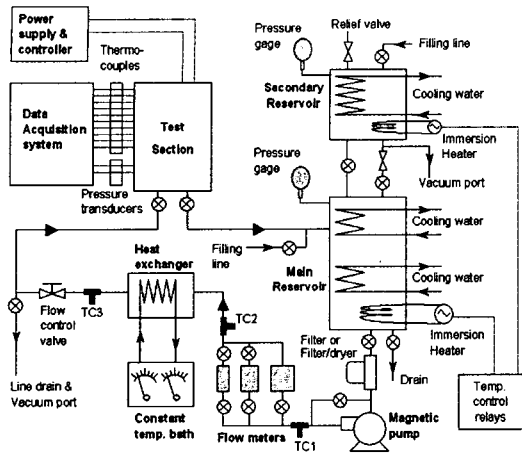 Power
supply &
controller
Thermo-
couples
Data
Acquisition
system
Test
Section
Pressure
transducers
Pressure
gage
Relief valve
Filling line
Secondary
Reservoir
Cooling water
Immersion
Heater
Vacuum port
Pressure
gage
Cooling water
Filling
line
Main
Reservoir
Cooling
water
Immersion
Heater
Heat
exchanger
TC3
TC2
Flow
control
valve
Line drain &
Vacuum port
Constant
temp. bath
Flow meters
TC1
Filter or
Filter/dryer
Drain
Magnetic
pump
Temp.
control
relays